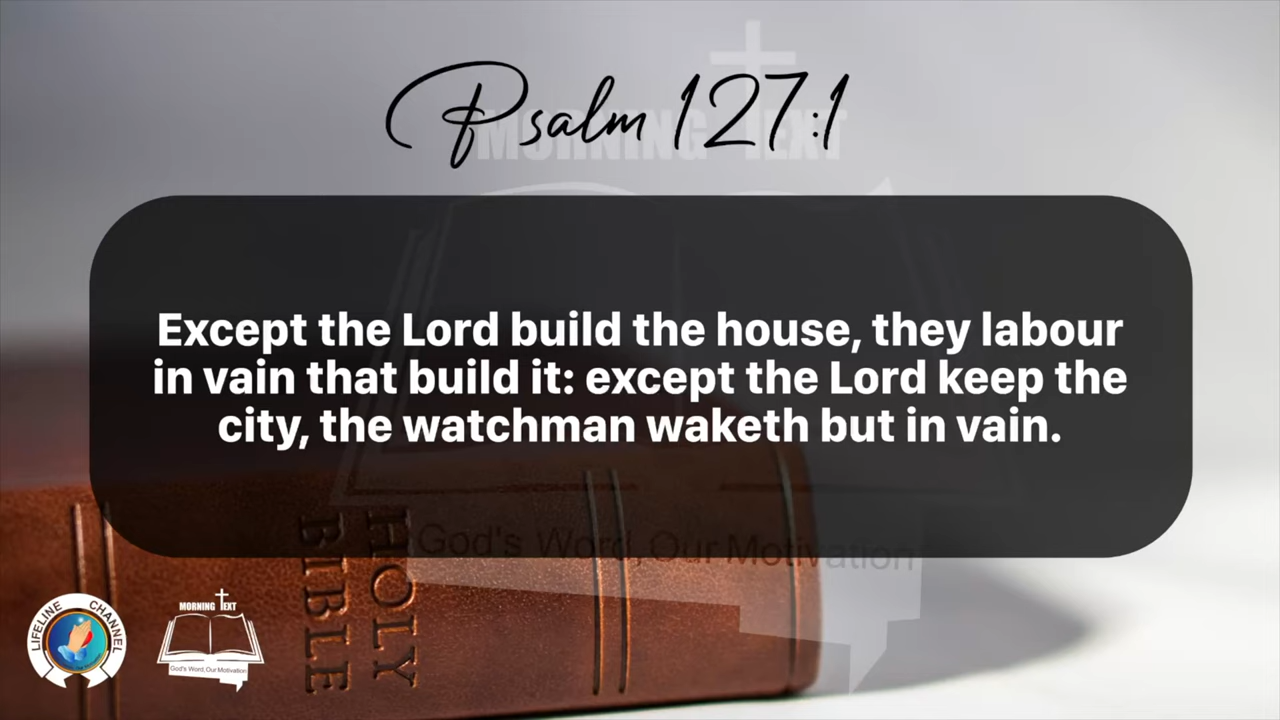 Psalm 127:1
MORNING TEXT
Except the Lord build the house, they labour
in vain that build it: except the Lord keep the
city, the watchman waketh but in vain.
God's Word, Our Motivation
HOLY
BIBLE
LIFELINE CHANNEL
MORNING TEXT
God's Word, Our Motivation